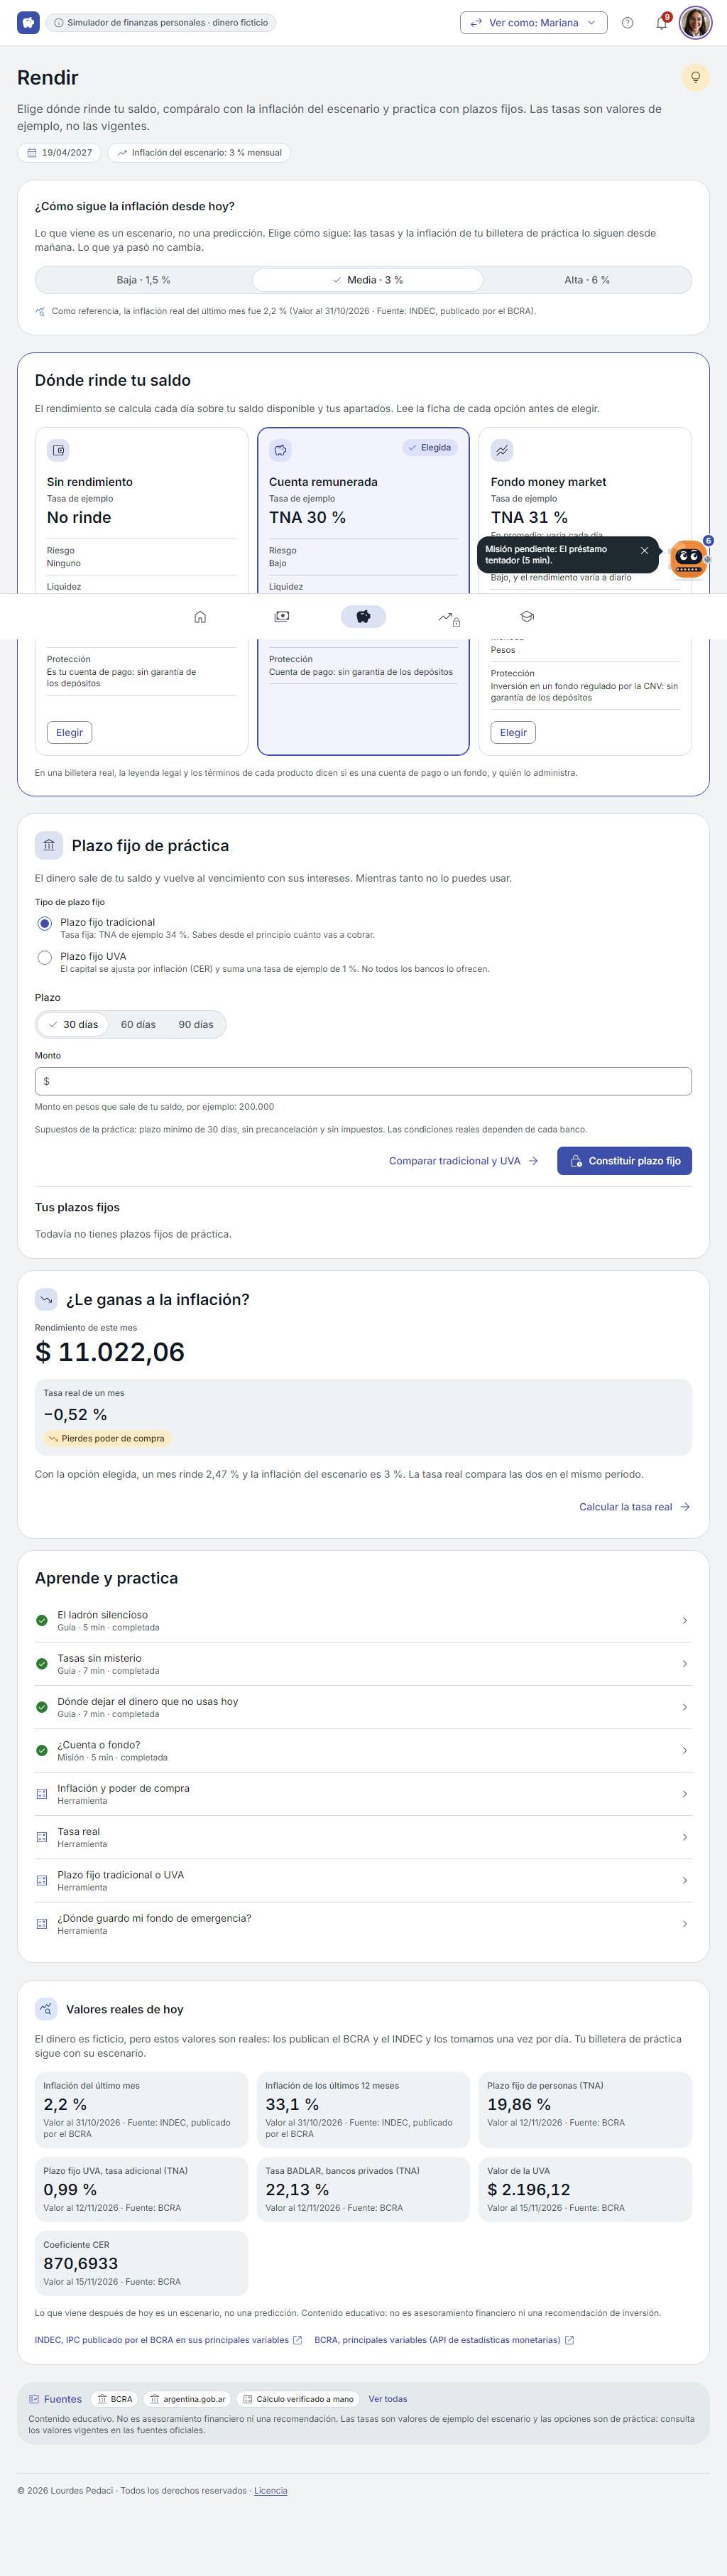 Simulador de finanzas personales · dinero ficticio
Ver como: Mariana
9
Rendir
Elige dónde rinde tu saldo, compáralo con la inflación del escenario y practica con plazos fijos. Las tasas son valores de
ejemplo, no las vigentes.
19/04/2027
Inflación del escenario: 3 % mensual
¿Cómo sigue la inflación desde hoy?
Lo que viene es un escenario, no una predicción. Elige cómo sigue: las tasas y la inflación de tu billetera de práctica lo siguen desde
mañana. Lo que ya pasó no cambia.
Baja · 1,5 %
Media · 3 %
Alta · 6 %
Como referencia, la inflación real del último mes fue 2,2 % (Valor al 31/10/2026 · Fuente: INDEC, publicado por el BCRA).
Dónde rinde tu saldo
El rendimiento se calcula cada día sobre tu saldo disponible y tus apartados. Lee la ficha de cada opción antes de elegir.
Sin rendimiento
Tasa de ejemplo
No rinde
Riesgo
Ninguno
Liquidez
Protección
Es tu cuenta de pago: sin garantía de
los depósitos
Elegir
Elegida
Cuenta remunerada
Tasa de ejemplo
TNA 30 %
Riesgo
Bajo
Liquidez
Protección
Cuenta de pago: sin garantía de los depósitos
Fondo money market
Tasa de ejemplo
TNA 31 %
En promedio: varía cada día
Misión pendiente: El préstamo
tentador (5 min).
6
Bajo, y el rendimiento varía a diario
Moneda
Pesos
Protección
Inversión en un fondo regulado por la CNV: sin
garantía de los depósitos
Elegir
En una billetera real, la leyenda legal y los términos de cada producto dicen si es una cuenta de pago o un fondo, y quién lo administra.
Plazo fijo de práctica
El dinero sale de tu saldo y vuelve al vencimiento con sus intereses. Mientras tanto no lo puedes usar.
Tipo de plazo fijo
Plazo fijo tradicional
Tasa fija: TNA de ejemplo 34 %. Sabes desde el principio cuánto vas a cobrar.
Plazo fijo UVA
El capital se ajusta por inflación (CER) y suma una tasa de ejemplo de 1 %. No todos los bancos lo ofrecen.
Plazo
30 días
60 días
90 días
Monto
$
Monto en pesos que sale de tu saldo, por ejemplo: 200.000
Supuestos de la práctica: plazo mínimo de 30 días, sin precancelación y sin impuestos. Las condiciones reales dependen de cada banco.
Comparar tradicional y UVA
Constituir plazo fijo
Tus plazos fijos
Todavía no tienes plazos fijos de práctica.
¿Le ganas a la inflación?
Rendimiento de este mes
$ 11.022,06
Tasa real de un mes
−0,52 %
Pierdes poder de compra
Con la opción elegida, un mes rinde 2,47 % y la inflación del escenario es 3 %. La tasa real compara las dos en el mismo periodo.
Calcular la tasa real
Aprende y practica
El ladrón silencioso
Guía · 5 min · completada
Tasas sin misterio
Guía · 7 min · completada
Dónde dejar el dinero que no usas hoy
Guía · 7 min · completada
¿Cuenta o fondo?
Misión · 5 min · completada
Inflación y poder de compra
Herramienta
Tasa real
Herramienta
Plazo fijo tradicional o UVA
Herramienta
¿Dónde guardo mi fondo de emergencia?
Herramienta
Valores reales de hoy
El dinero es ficticio, pero estos valores son reales: los publican el BCRA y el INDEC y los tomamos una vez por día. Tu billetera de práctica
sigue con su escenario.
Inflación del último mes
2,2 %
Valor al 31/10/2026 · Fuente: INDEC, publicado
por el BCRA
Inflación de los últimos 12 meses
33,1 %
Valor al 31/10/2026 · Fuente: INDEC, publicado
por el BCRA
Plazo fijo de personas (TNA)
19,86 %
Valor al 12/11/2026 · Fuente: BCRA
Plazo fijo UVA, tasa adicional (TNA)
0,99 %
Valor al 12/11/2026 · Fuente: BCRA
Tasa BADLAR, bancos privados (TNA)
22,13 %
Valor al 12/11/2026 · Fuente: BCRA
Valor de la UVA
$ 2.196,12
Valor al 15/11/2026 · Fuente: BCRA
Coeficiente CER
870,6933
Valor al 15/11/2026 · Fuente: BCRA
Lo que viene después de hoy es un escenario, no una predicción. Contenido educativo: no es asesoramiento financiero ni una recomendación de inversión.
INDEC, IPC publicado por el BCRA en sus principales variables
BCRA, principales variables (API de estadísticas monetarias)
Fuentes
BCRA
argentina.gob.ar
Cálculo verificado a mano
Ver todas
Contenido educativo. No es asesoramiento financiero ni una recomendación. Las tasas son valores de ejemplo del escenario y las opciones son de práctica: consulta
los valores vigentes en las fuentes oficiales.
© 2026 Lourdes Pedaci · Todos los derechos reservados · Licencia